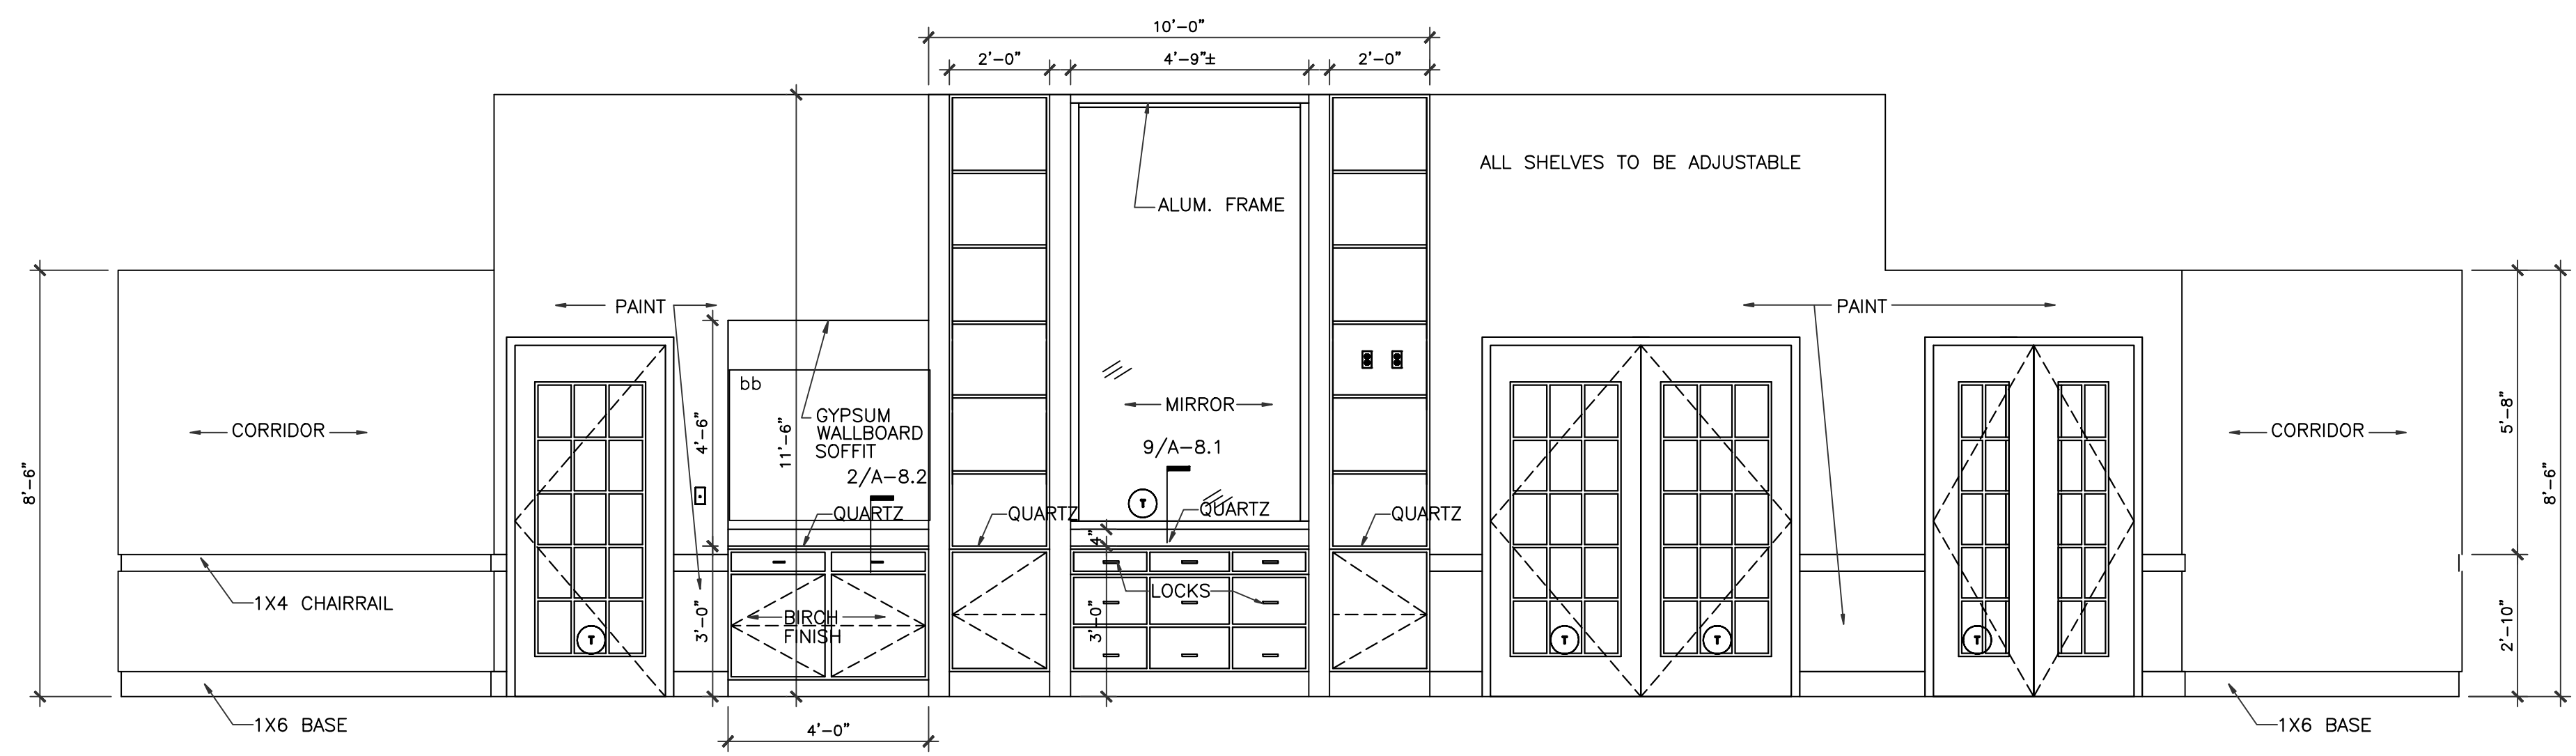 10'-0"
2'-0"
4'-9"±
2'-0"
ALL SHELVES TO BE ADJUSTABLE
ALUM. FRAME
PAINT
PAINT
bb
MIRROR
GYPSUM
WALLBOARD
SOFFIT
CORRIDOR
CORRIDOR
4'-6"
11'-6"
5'-8"
8'-6"
8'-6"
9/A-8.1
2/A-8.2
T
QUARTZ
QUARTZ
QUARTZ
QUARTZ
4"
LOCKS
1X4 CHAIRRAIL
3'-0"
BIRCH
FINISH
3'-0"
2'-10"
T
T
T
T
1X6 BASE
4'-0"
1X6 BASE